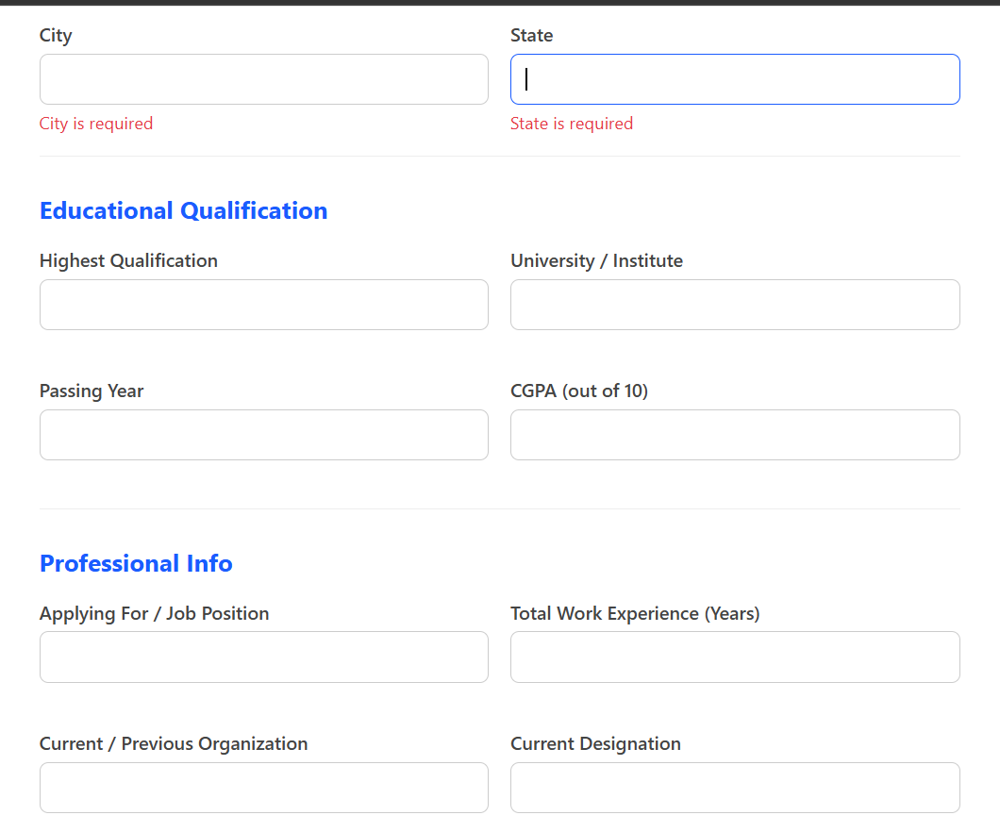 City
State
City is required
State is required
Educational Qualification
Highest Qualification
University / Institute
Passing Year
CGPA (out of 10)
Professional Info
Applying For / Job Position
Total Work Experience (Years)
Current / Previous Organization
Current Designation